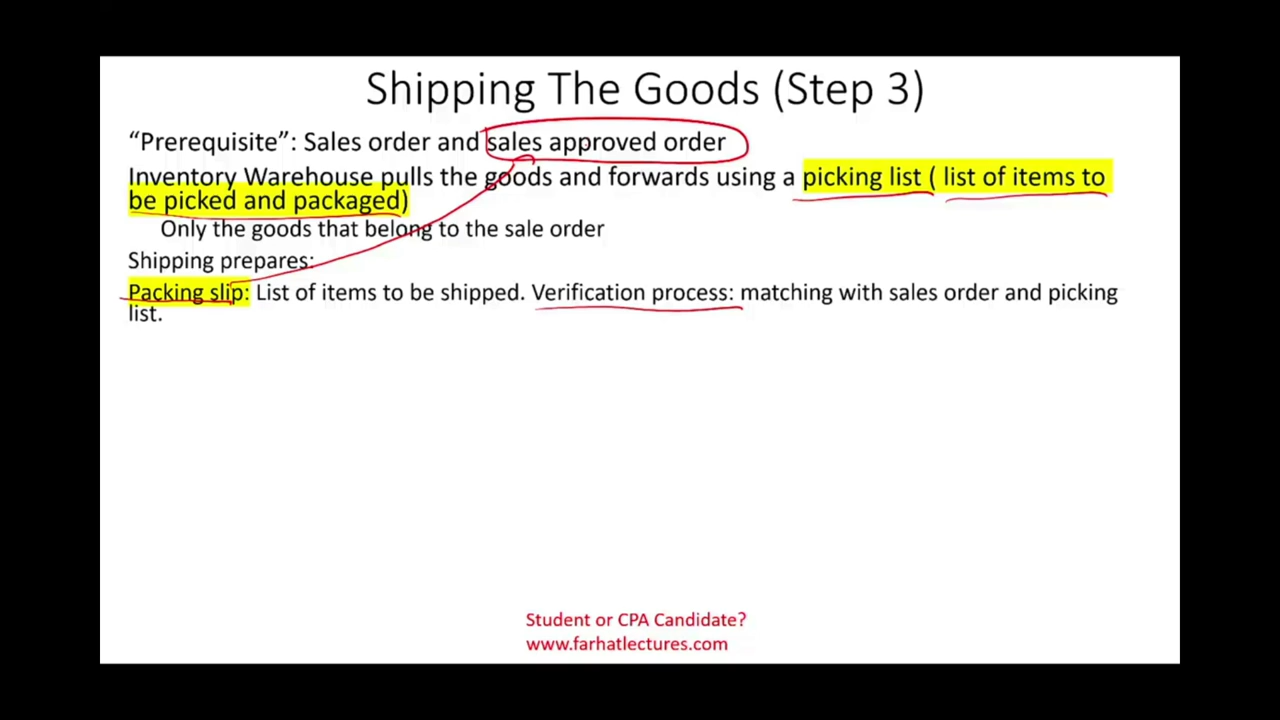 Shipping The Goods (Step 3)
“Prerequisite”: Sales order and sales approved order
Inventory Warehouse pulls the goods and forwards using a picking list ( list of items to
be picked and packaged)
Only the goods that belong to the sale order
Shipping prepares:
Packing slip: List of items to be shipped. Verification process: matching with sales order and picking
list.
Student or CPA Candidate?
www.farhatlectures.com